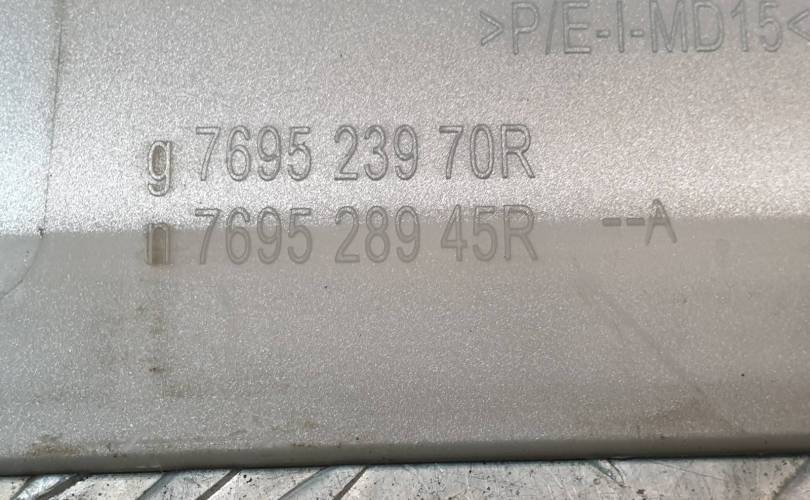 >P/E-I-MD15<
g 7695 239 70R
n 7695 289 45R --A